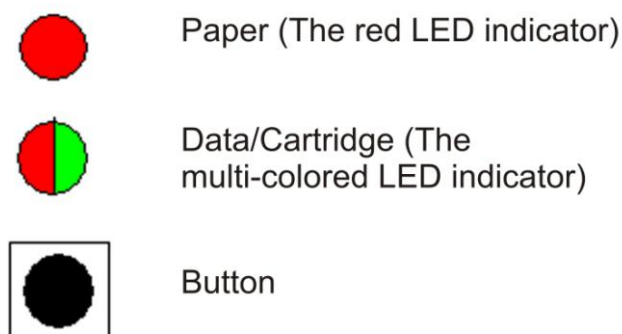 Paper (The red LED indicator)
Data/Cartridge (The
multi-colored LED indicator)
Button